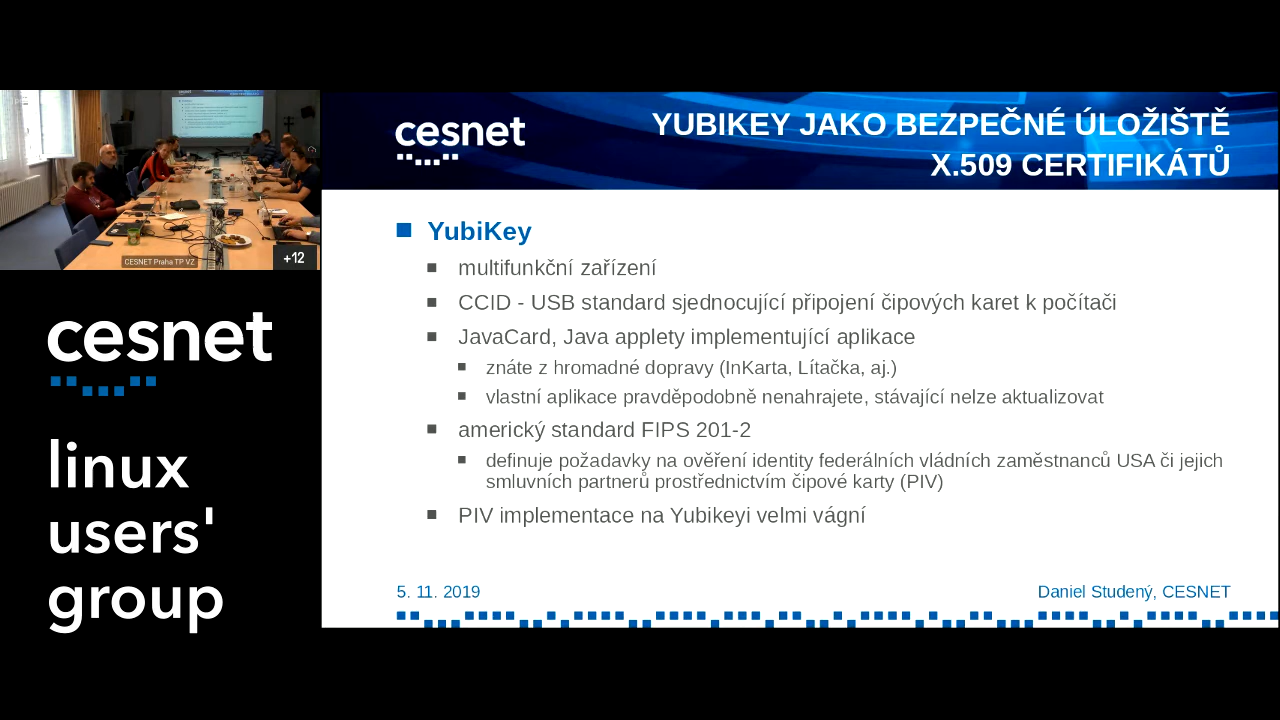 CESNET Praha TP VZ
+12
cesnet
linux
users'
group
cesnet
YUBIKEY JAKO BEZPEČNÉ ÚLOŽIŠTĚ
X.509 CERTIFIKÁTŮ
YubiKey
multifunkční zařízení
CCID - USB standard sjednocující připojení čipových karet k počítači
JavaCard, Java applety implementující aplikace
znáte z hromadné dopravy (InKarta, Lítačka, aj.)
vlastní aplikace pravděpodobně nenahrajete, stávající nelze aktualizovat
americký standard FIPS 201-2
definuje požadavky na ověření identity federálních vládních zaměstnanců USA či jejich
smluvních partnerů prostřednictvím čipové karty (PIV)
PIV implementace na Yubikeyi velmi vágní
5. 11. 2019
Daniel Studený, CESNET